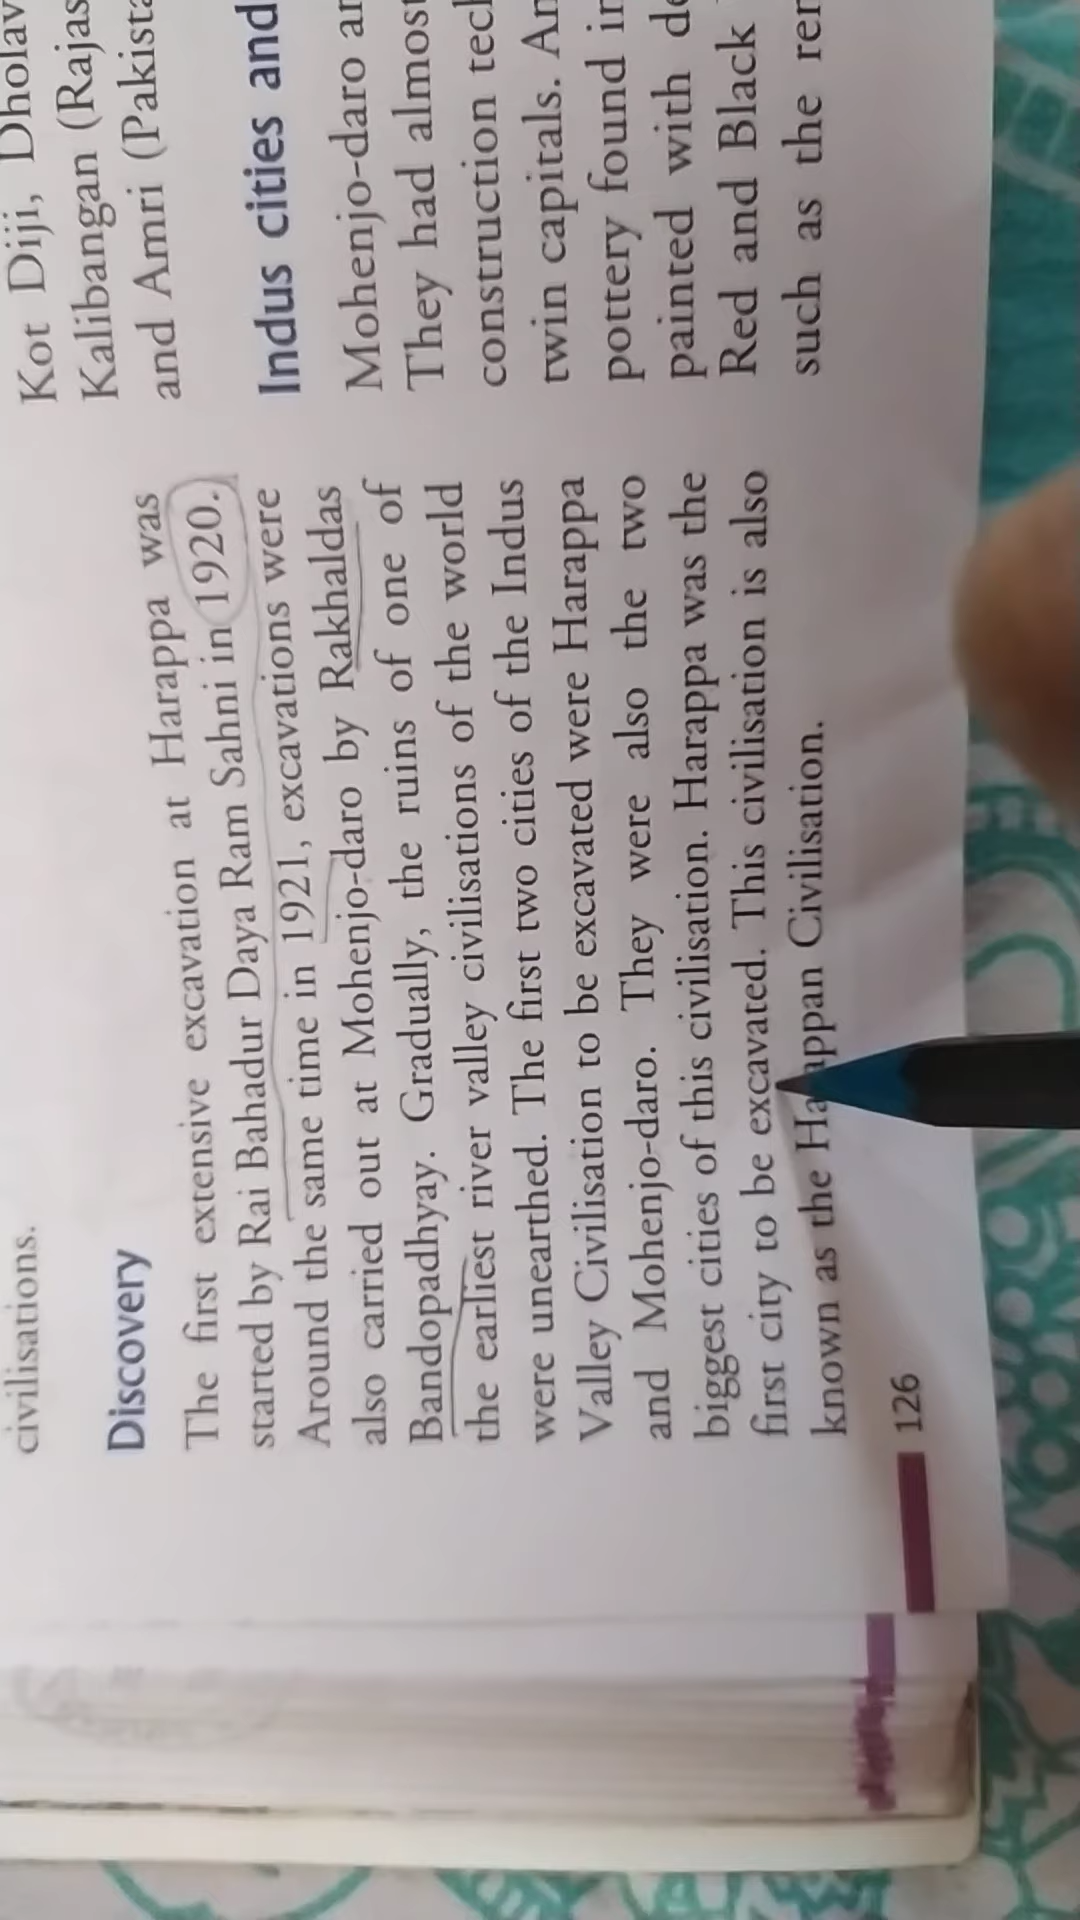 civilisations.
Discovery
The first extensive excavation at Harappa was
started by Rai Bahadur Daya Ram Sahni in 1920.
Around the same time in 1921, excavations were
also carried out at Mohenjo-daro by Rakhaldas
Bandopadhyay. Gradually, the ruins of one of
the earliest river valley civilisations of the world
were unearthed. The first two cities of the Indus
Valley Civilisation to be excavated were Harappa
and Mohenjo-daro. They were also the two
biggest cities of this civilisation. Harappa was the
first city to be excavated. This civilisation is also
known as the Harappan Civilisation.
126
Kot Diji,
Kalibangan
and Amri
Indus cities and
Mohenjo-daro
They had almost
construction
twin capitals.
pottery found
painted with
Red and Black
such as the